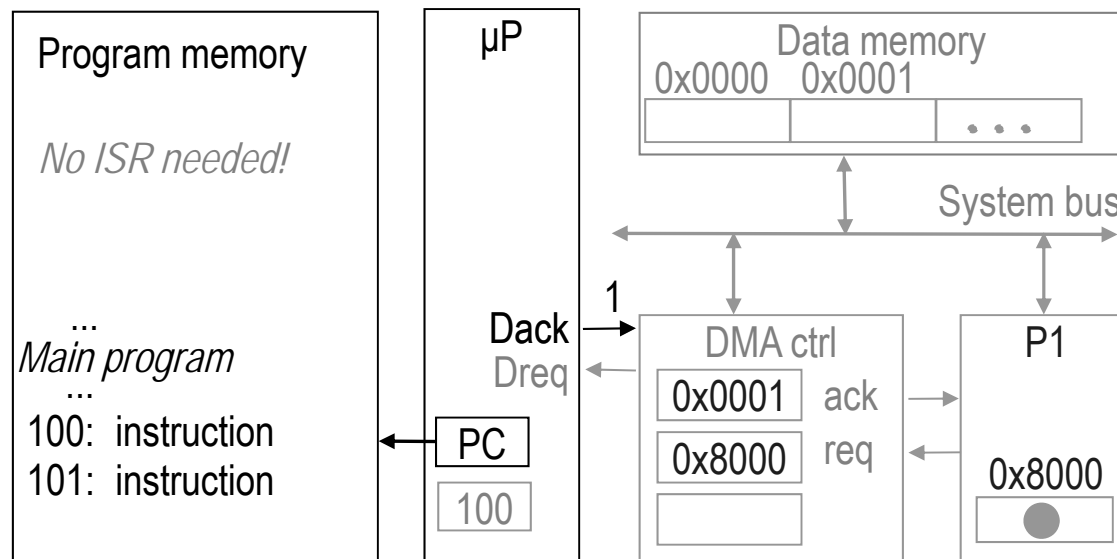 Program memory
No ISR needed!
...
Main program
...
100: instruction
101: instruction
µP
Dack
Dreq
PC
100
1
Data memory
0x0000 0x0001
...
System bus
DMA ctrl
0x0001
ack
0x8000
req
P1
0x8000